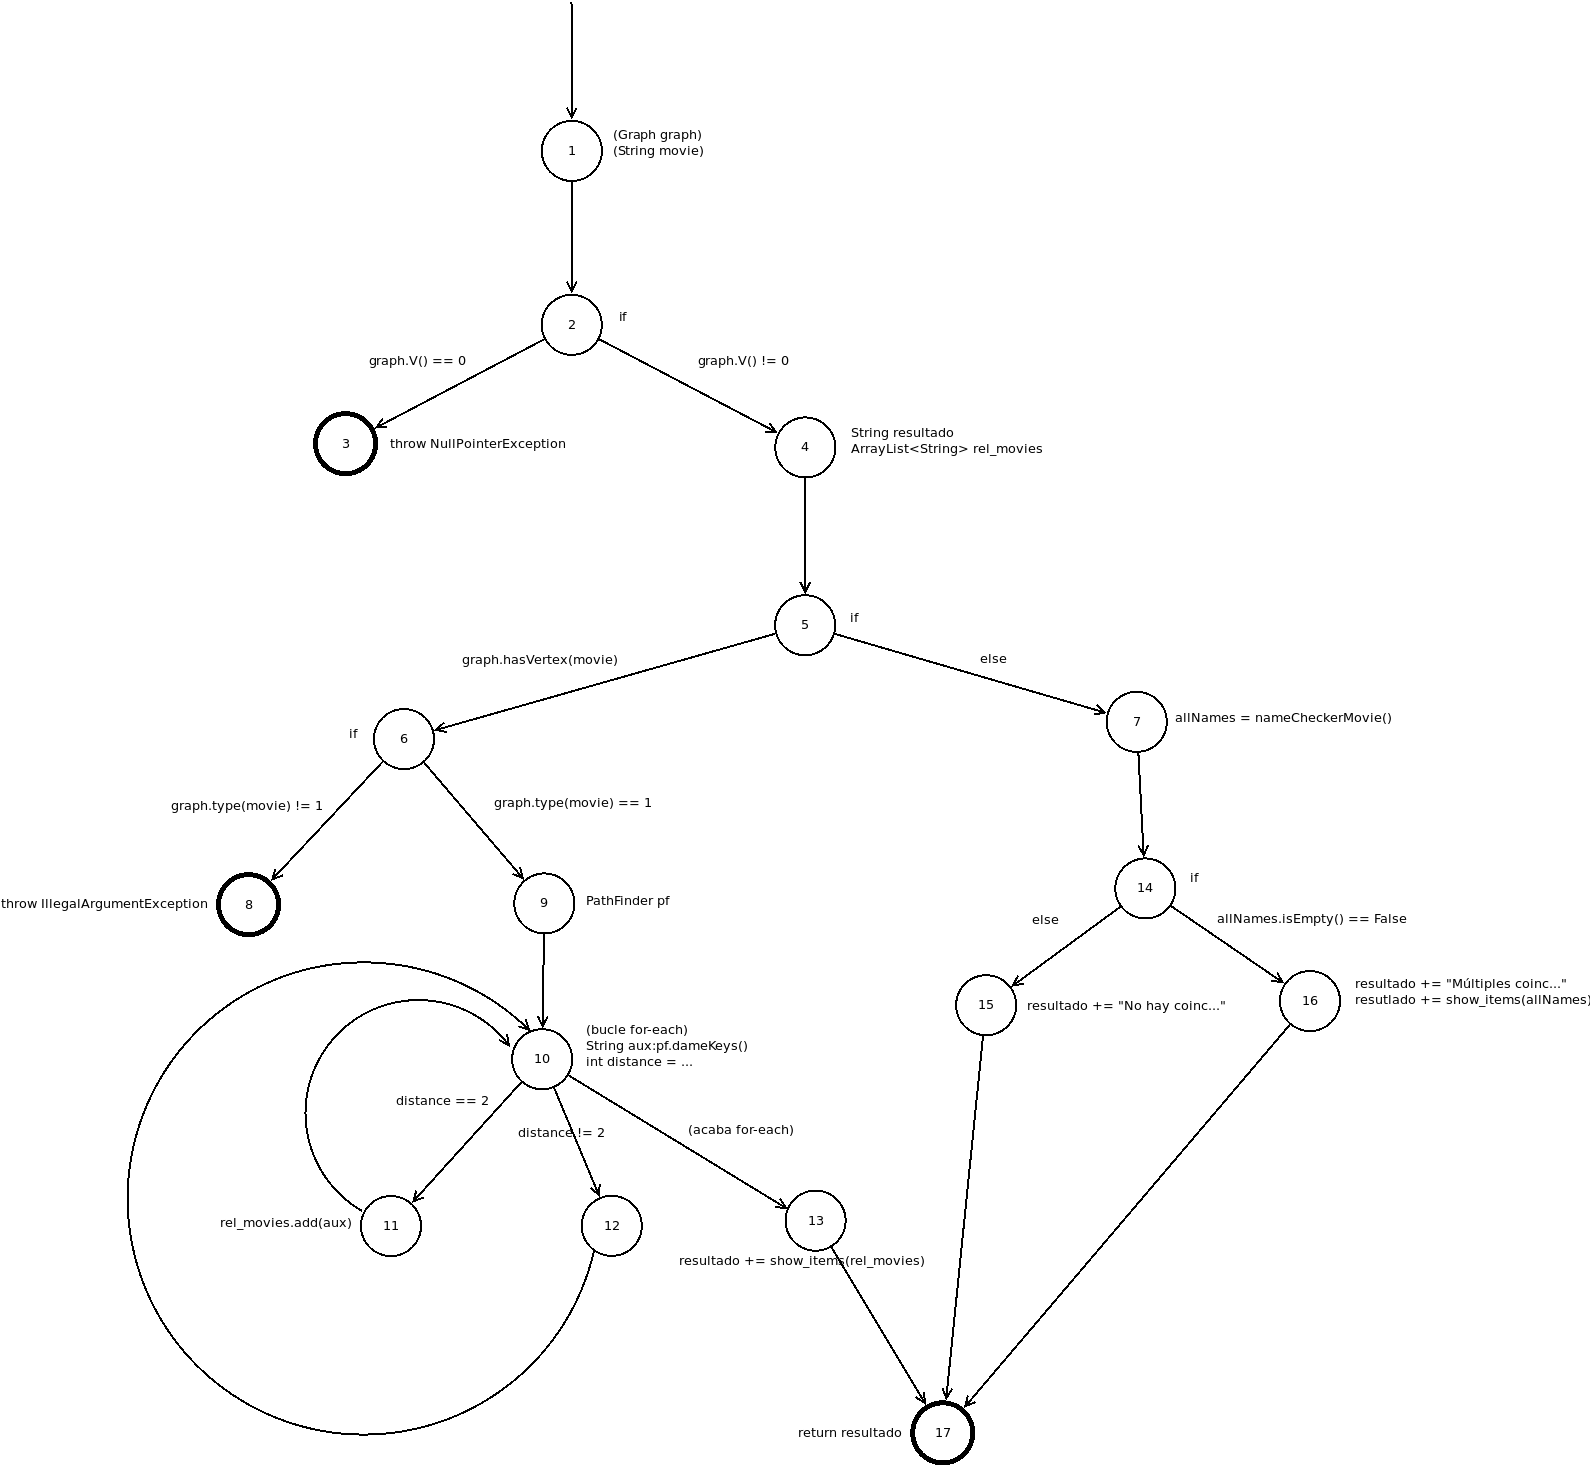 1
(Graph graph)
(String movie)
2
if
graph.V() == 0
graph.V() != 0
3
throw NullPointerException
4
String resultado
ArrayList<String> rel_movies
5
if
graph.hasVertex(movie)
else
6
if
7
allNames = nameCheckerMovie()
graph.type(movie) != 1
graph.type(movie) == 1
throw IllegalArgumentException
8
9
PathFinder pf
14
if
else
allNames.isEmpty() == False
15
resultado += "No hay coinc..."
16
resultado += "Múltiples coinc..."
resutlado += show_items(allNames)
10
(bucle for-each)
String aux:pf.dameKeys()
int distance = ...
distance == 2
distance != 2
(acaba for-each)
rel_movies.add(aux)
11
12
13
resultado += show_items(rel_movies)
return resultado
17